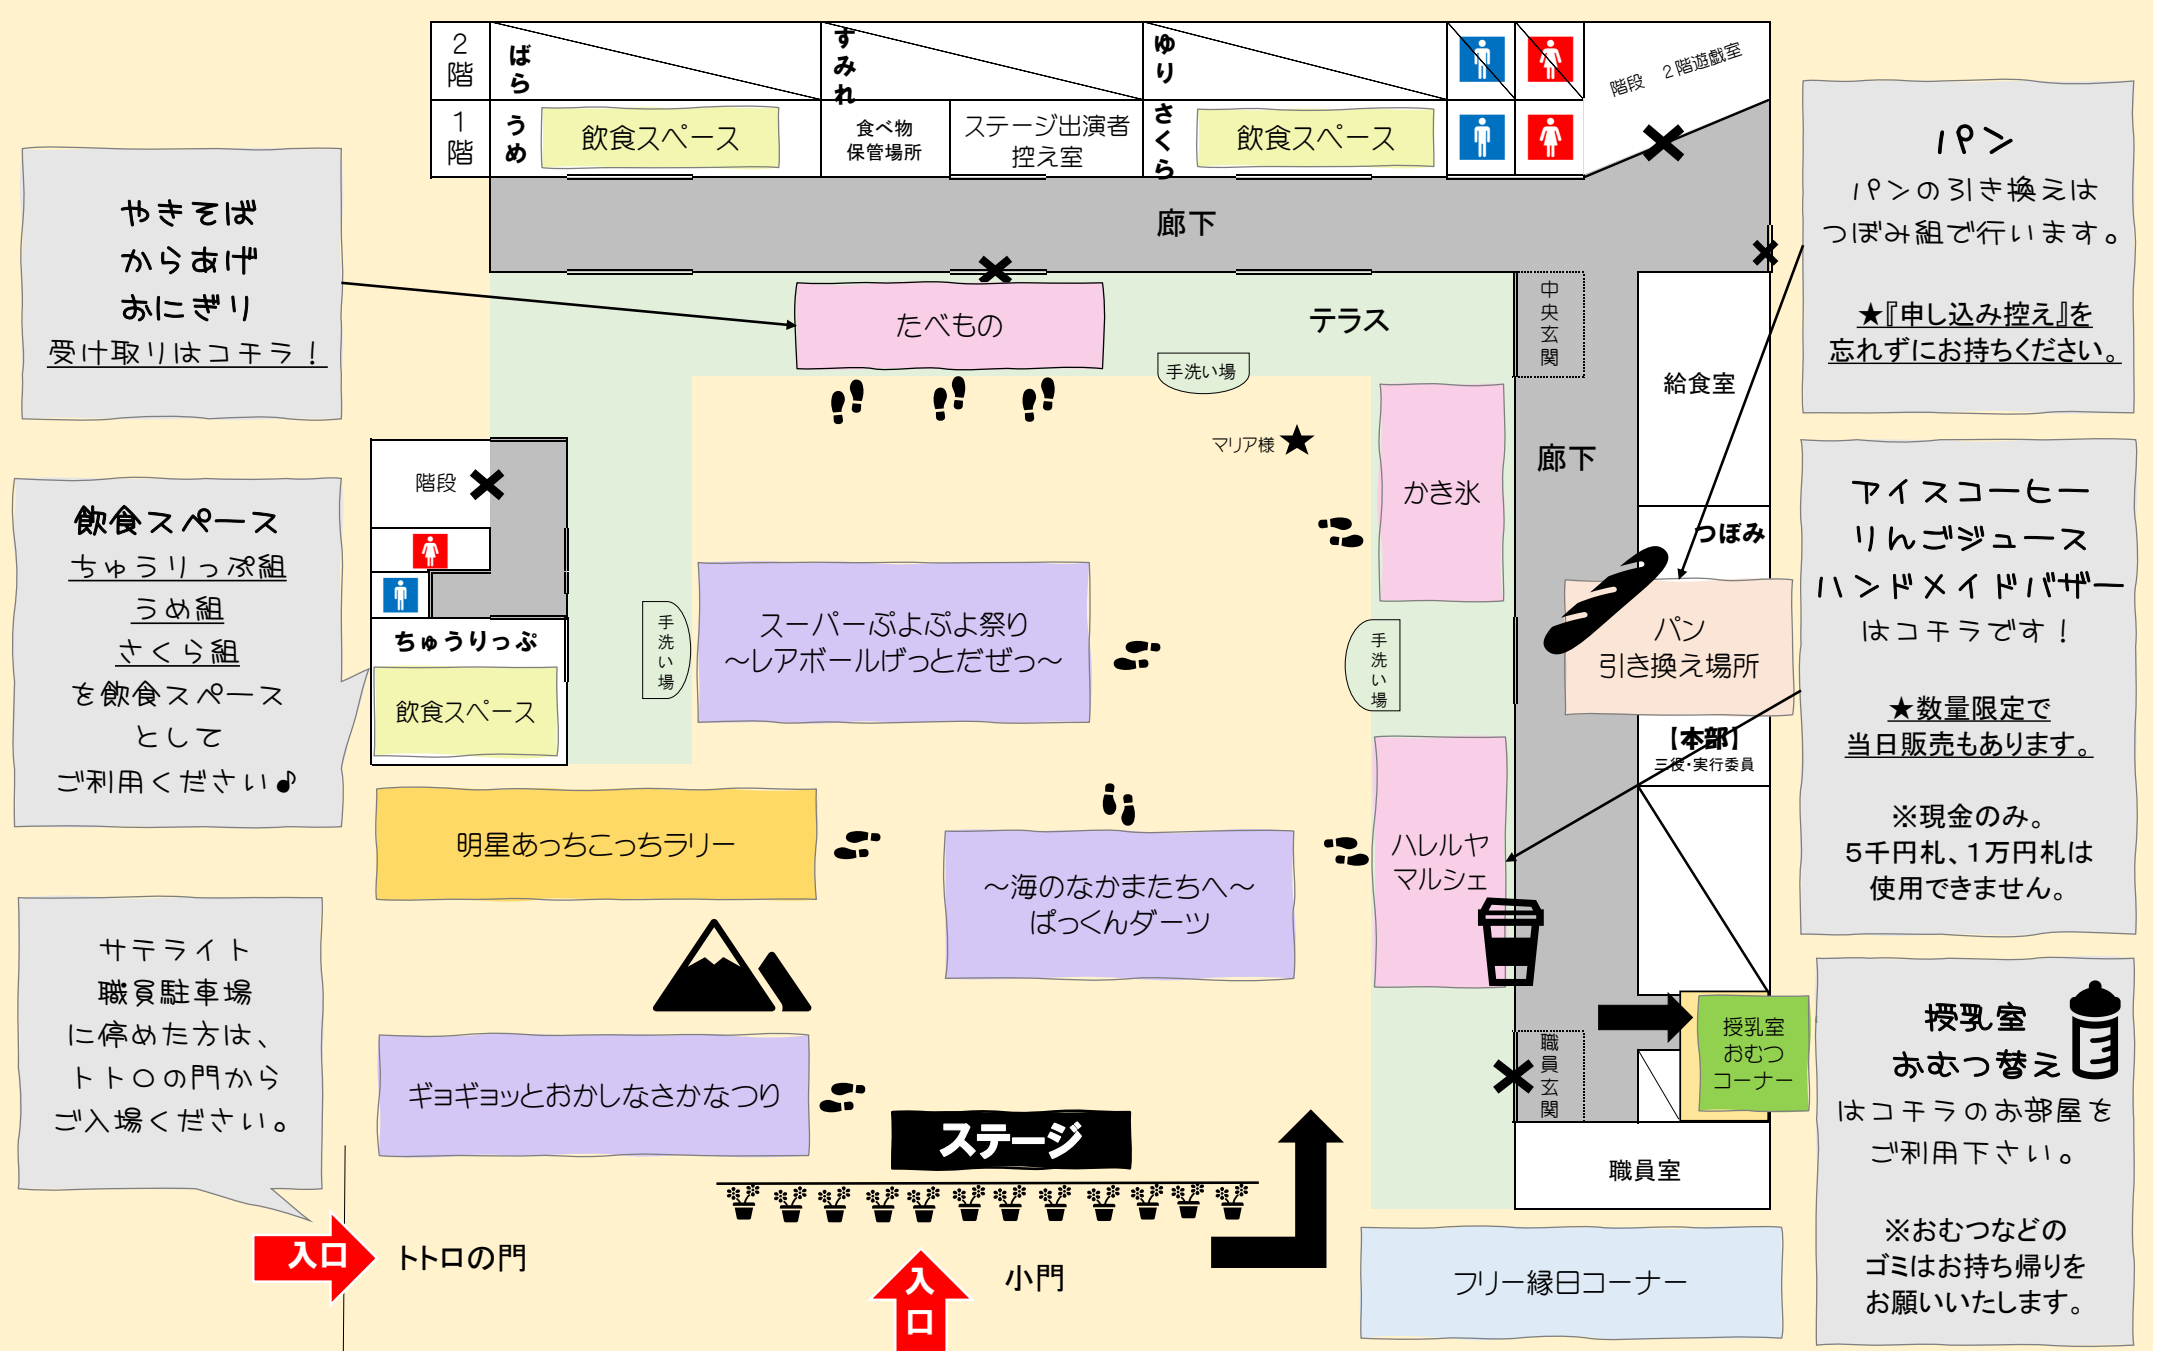 2階
ばら
すみれ
ゆり
階段 2階遊戯室
1階
うめ
飲食スペース
食べ物
保管場所
ステージ出演者
控え室
さくら
飲食スペース
廊下
やきそば
からあげ
おにぎり
受け取りはコチラ！
たべもの
テラス
手洗い場
マリア様
中央玄関
給食室
かき氷
廊下
パン
パンの引き換えは
つぼみ組で行います。
★『申し込み控え』を
忘れずにお持ちください。
飲食スペース
ちゅうりっぷ組
うめ組
さくら組
を飲食スペース
として
ご利用ください♪
階段
ちゅうりっぷ
飲食スペース
手洗い場
スーパーぷよぷよ祭り
～レアボールげっとだぜっ～
手洗い場
つぼみ
パン
引き換え場所
【本部】
三役・実行委員
アイスコーヒー
りんごジュース
ハンドメイドバザー
はコチラです！
★数量限定で
当日販売もあります。
※現金のみ。
5千円札、1万円札は
使用できません。
明星あっちこっちラリー
～海のなかまたちへ～
ぱっくんダーツ
ハレルヤ
マルシェ
サテライト
職員駐車場
に停めた方は、
トトロの門から
ご入場ください。
ギョギョッとおかしなさかなつり
ステージ
職員玄関
授乳室
おむつ
コーナー
職員室
授乳室
おむつ替え
はコチラのお部屋を
ご利用下さい。
※おむつなどの
ゴミはお持ち帰りを
お願いいたします。
入口
トトロの門
入口
小門
フリー縁日コーナー